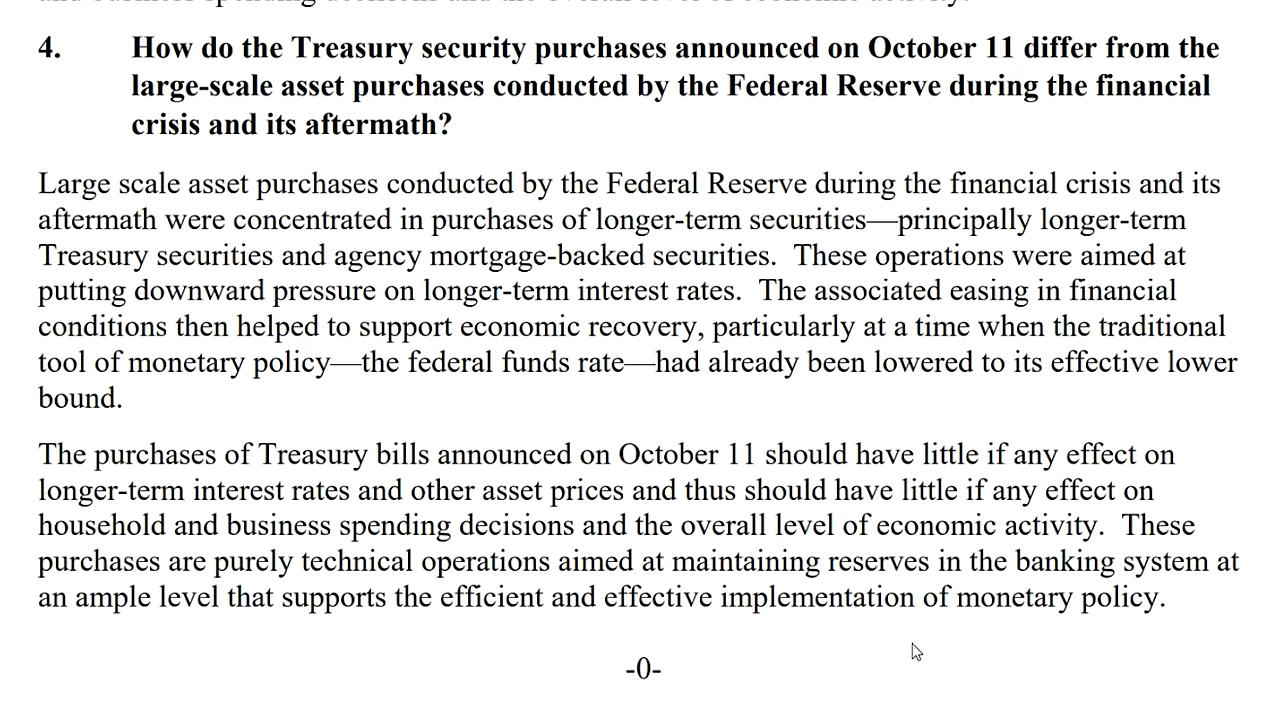 4. How do the Treasury security purchases announced on October 11 differ from the
large-scale asset purchases conducted by the Federal Reserve during the financial
crisis and its aftermath?
Large scale asset purchases conducted by the Federal Reserve during the financial crisis and its
aftermath were concentrated in purchases of longer-term securities—principally longer-term
Treasury securities and agency mortgage-backed securities.  These operations were aimed at
putting downward pressure on longer-term interest rates.  The associated easing in financial
conditions then helped to support economic recovery, particularly at a time when the traditional
tool of monetary policy—the federal funds rate—had already been lowered to its effective lower
bound.
The purchases of Treasury bills announced on October 11 should have little if any effect on
longer-term interest rates and other asset prices and thus should have little if any effect on
household and business spending decisions and the overall level of economic activity.  These
purchases are purely technical operations aimed at maintaining reserves in the banking system at
an ample level that supports the efficient and effective implementation of monetary policy.
-0-